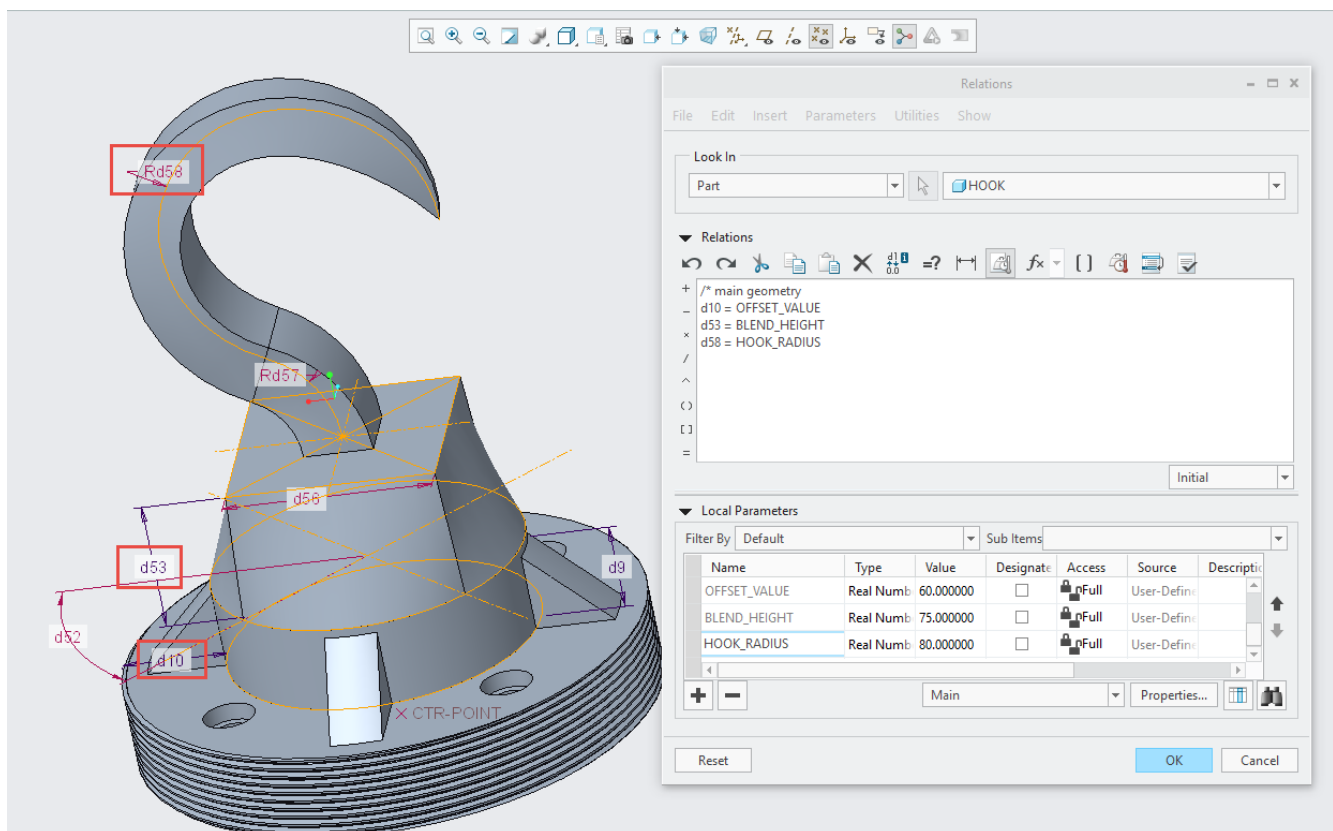 Relations
File Edit Insert Parameters Utilities Show
Look In
Part
HOOK
Relations
/* main geometry
d10 = OFFSET_VALUE
d53 = BLEND_HEIGHT
d58 = HOOK_RADIUS
+
-
×
/
^
()
[]
=
Initial
Local Parameters
Filter By Default Sub Items
Name Type Value Designate Access Source Descriptic
OFFSET_VALUE Real Numb 60.000000 Full User-Define
BLEND_HEIGHT Real Numb 75.000000 Full User-Define
HOOK_RADIUS Real Numb 80.000000 Full User-Define
Main Properties...
Reset OK Cancel
Rd58
Rd57
d56
d53
d9
d52
d10
× CTR-POINT